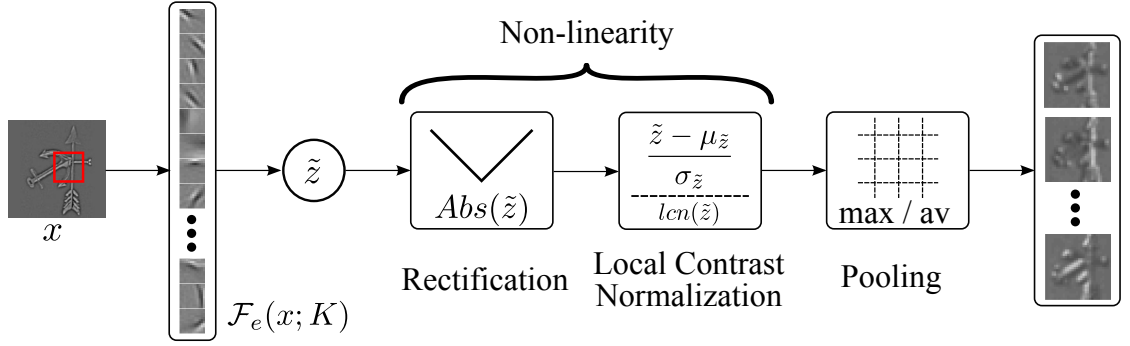 Non-linearity
x
F_e(x; K)
z̃
Abs(z̃)
Rectification
z̃ − μ_z̃
σ_z̃
lcn(z̃)
Local Contrast
Normalization
max / av
Pooling